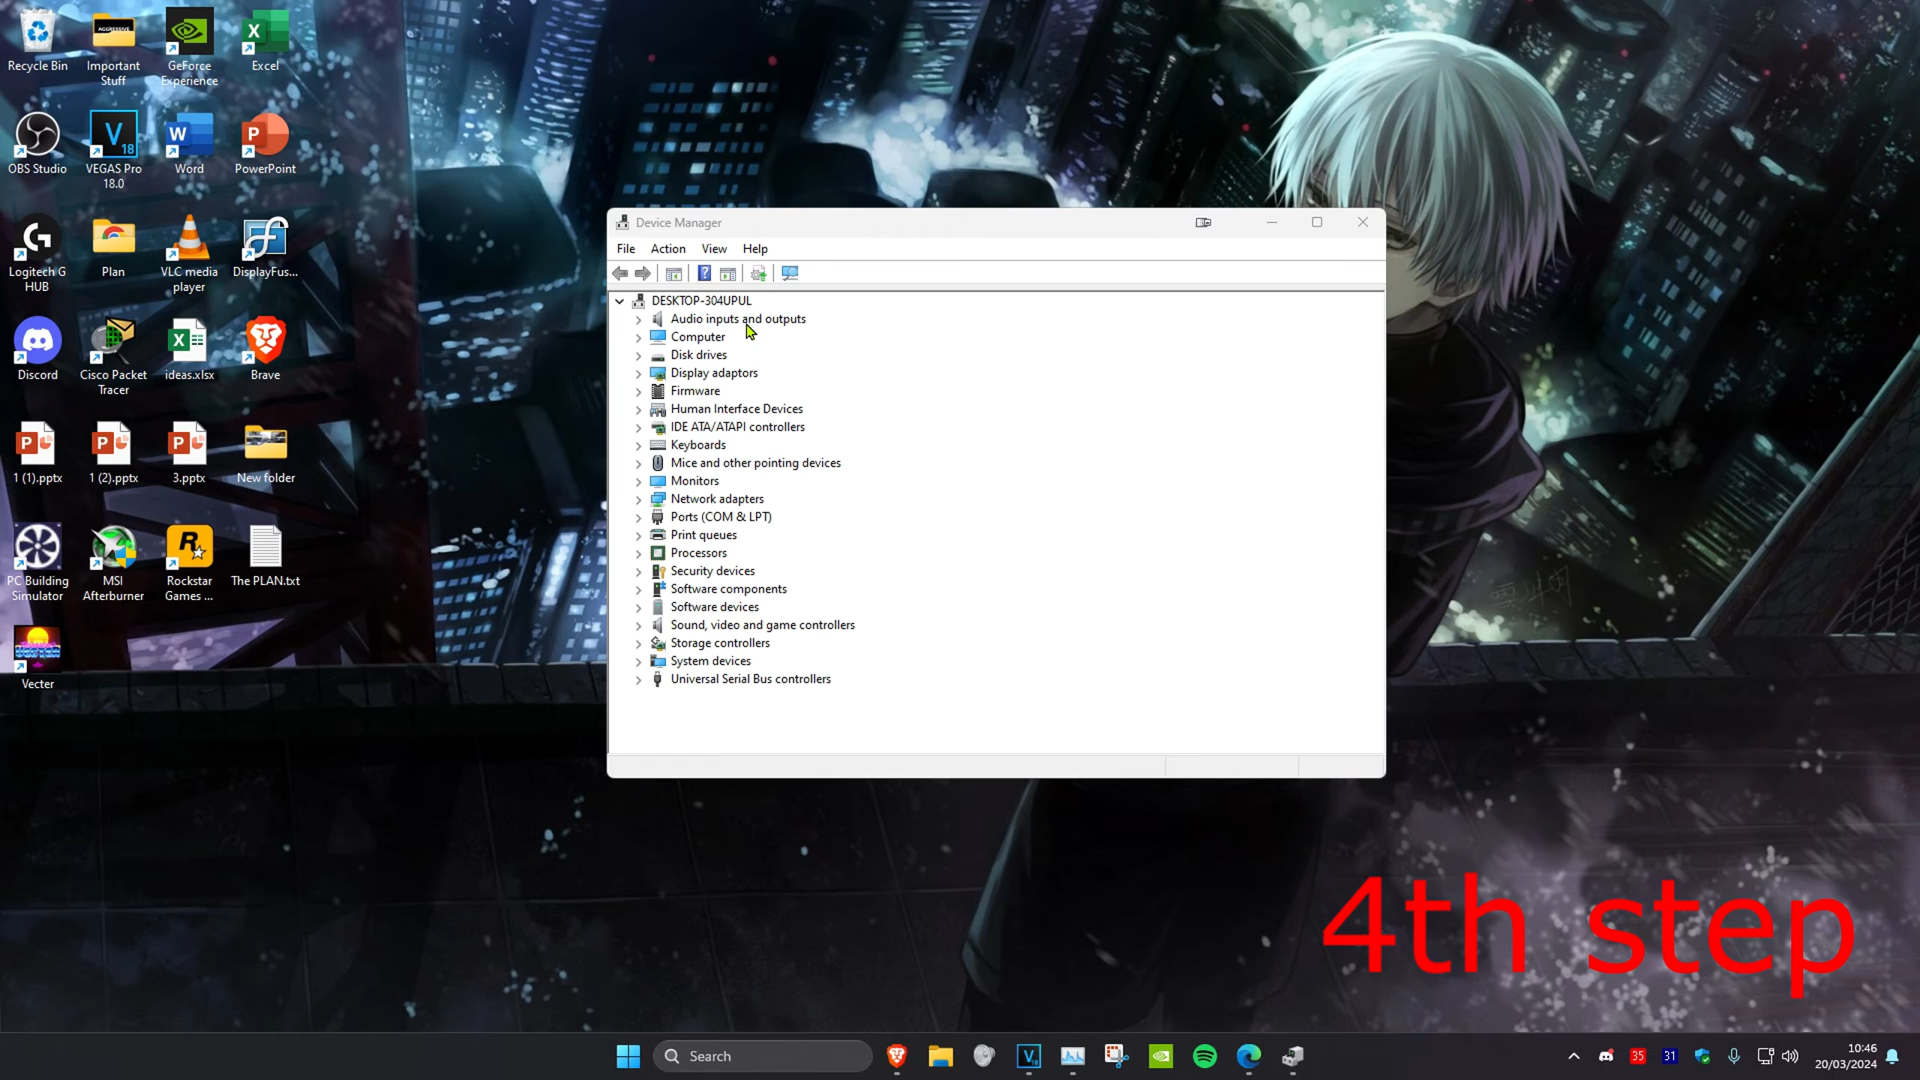 Recycle Bin
Important
Stuff
AGGRESSIVE
GeForce
Experience
Excel
OBS Studio
VEGAS Pro
18.0
Word
PowerPoint
Logitech G
HUB
Plan
VLC media
player
DisplayFus...
Discord
Cisco Packet
Tracer
ideas.xlsx
Brave
1 (1).pptx
1 (2).pptx
3.pptx
New folder
PC Building
Simulator
MSI
Afterburner
Rockstar
Games ...
The PLAN.txt
Vecter
Device Manager
File Action View Help
DESKTOP-304UPUL
Audio inputs and outputs
Computer
Disk drives
Display adaptors
Firmware
Human Interface Devices
IDE ATA/ATAPI controllers
Keyboards
Mice and other pointing devices
Monitors
Network adapters
Ports (COM & LPT)
Print queues
Processors
Security devices
Software components
Software devices
Sound, video and game controllers
Storage controllers
System devices
Universal Serial Bus controllers
4th step
Search
35
31
10:46
20/03/2024